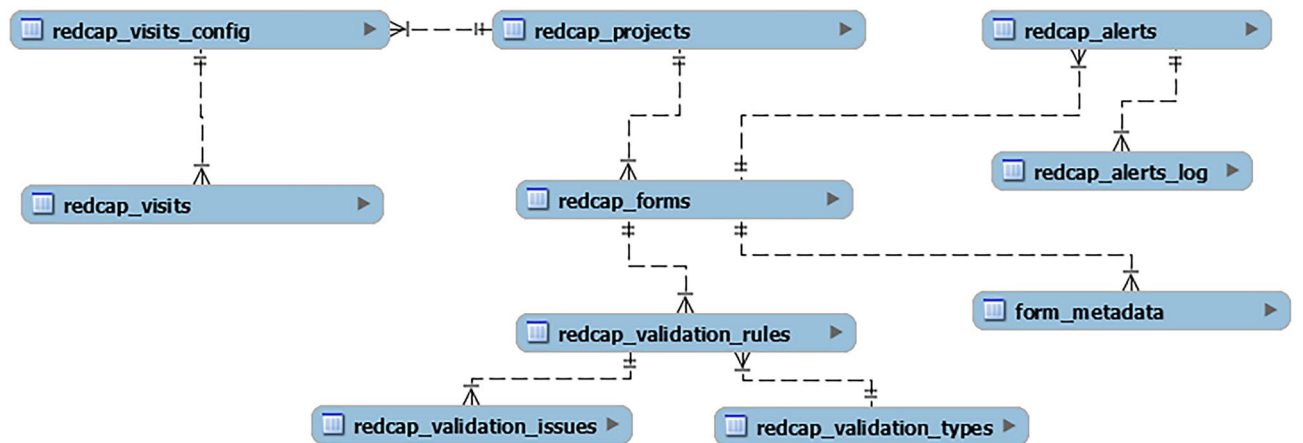 redcap_visits_config
redcap_projects
redcap_alerts
redcap_alerts_log
redcap_visits
redcap_forms
form_metadata
redcap_validation_rules
redcap_validation_issues
redcap_validation_types